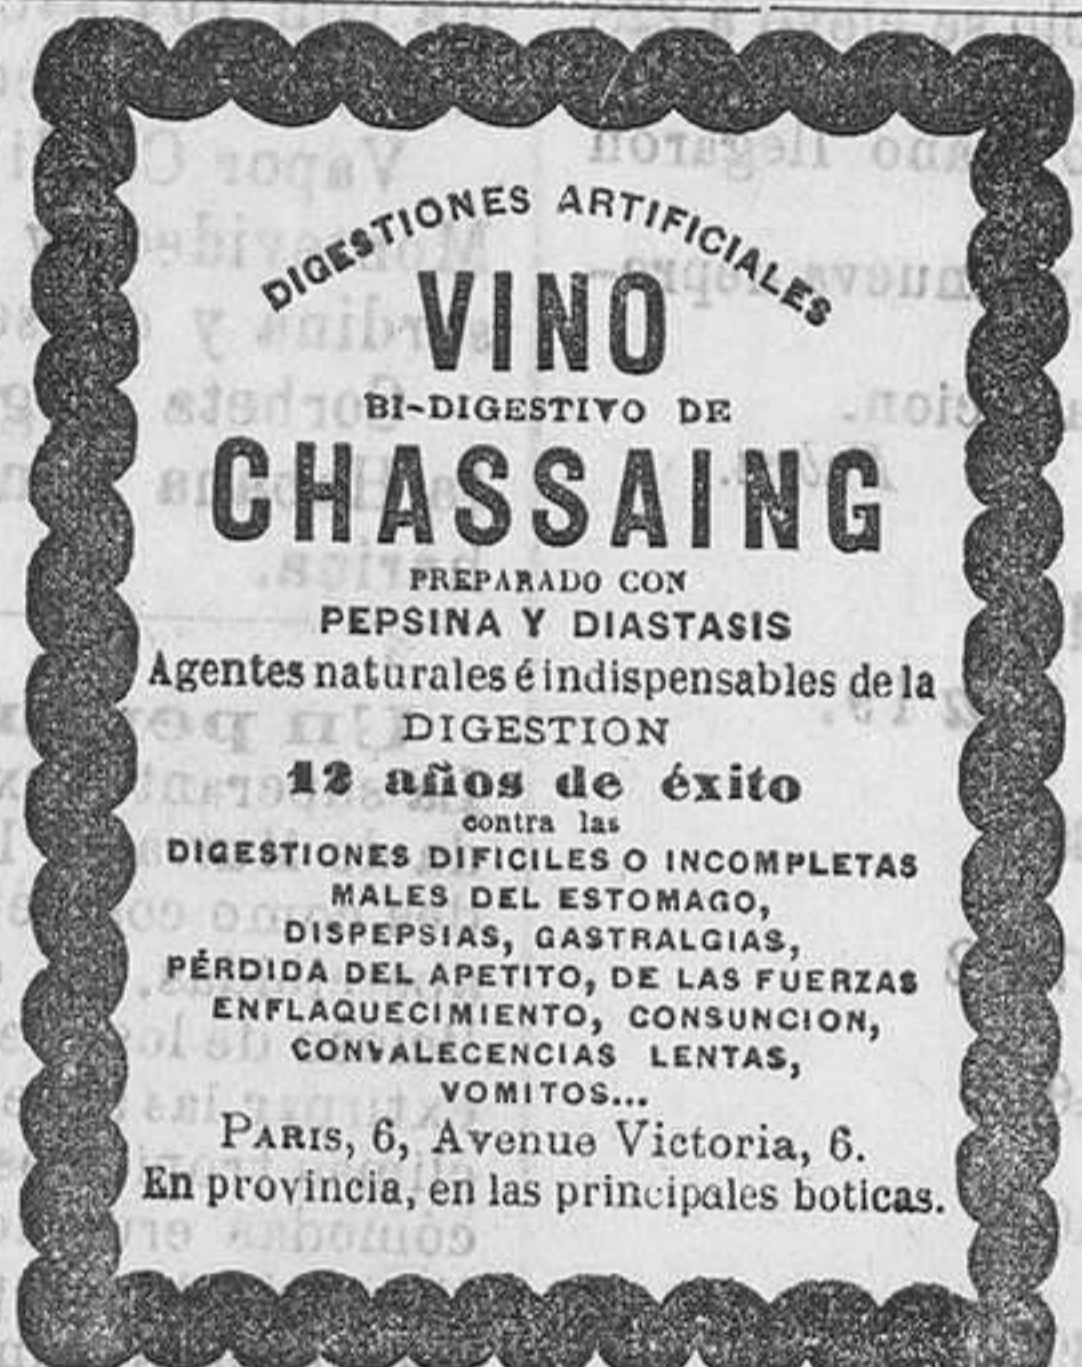 DIGESTIONES ARTIFICIALES
VINO
BI-DIGESTIVO DE
CHASSAING
PREPARADO CON
PEPSINA Y DIASTASIS
Agentes naturales é indispensables de la
DIGESTION
12 años de éxito
contra las
DIGESTIONES DIFICILES O INCOMPLETAS
MALES DEL ESTOMAGO,
DISPEPSIAS, GASTRALGIAS,
PÉRDIDA DEL APETITO, DE LAS FUERZAS
ENFLAQUECIMIENTO, CONSUNCION,
CONVALECENCIAS LENTAS,
VOMITOS...
PARIS, 6, Avenue Victoria, 6.
En provincia, en las principales boticas.